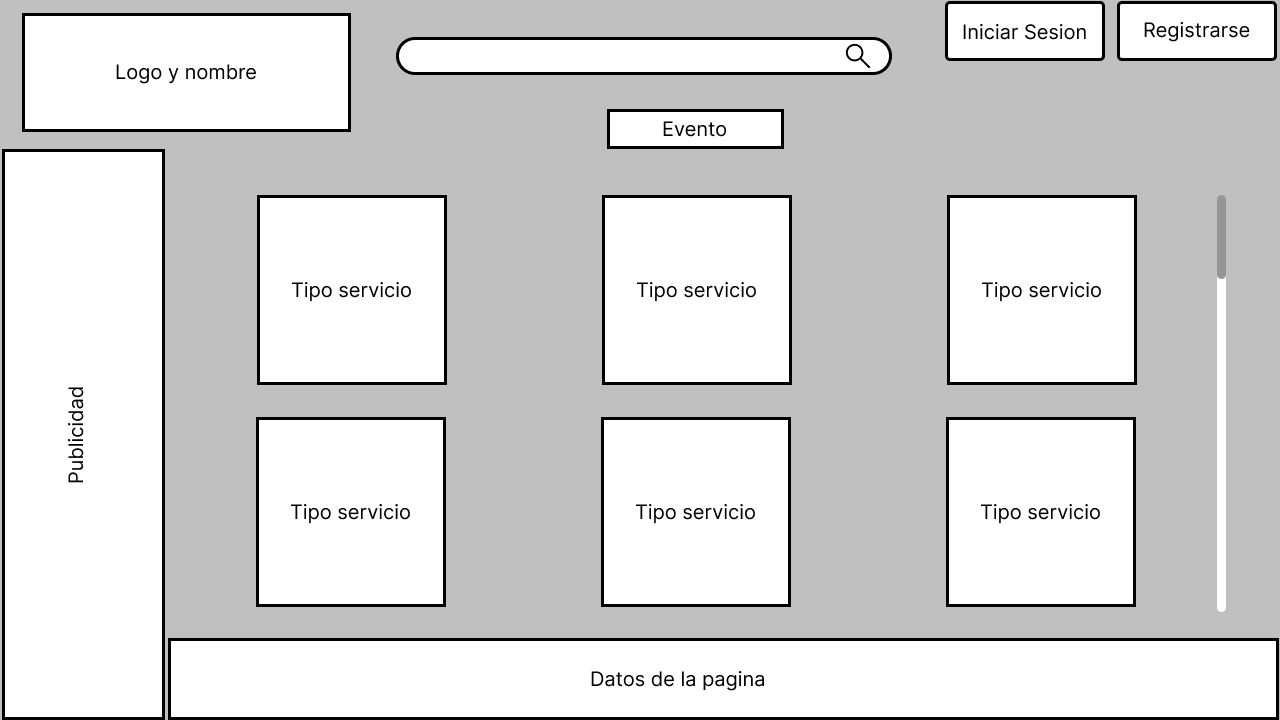 Logo y nombre
Iniciar Sesion
Registrarse
Evento
Publicidad
Tipo servicio
Tipo servicio
Tipo servicio
Tipo servicio
Tipo servicio
Tipo servicio
Datos de la pagina